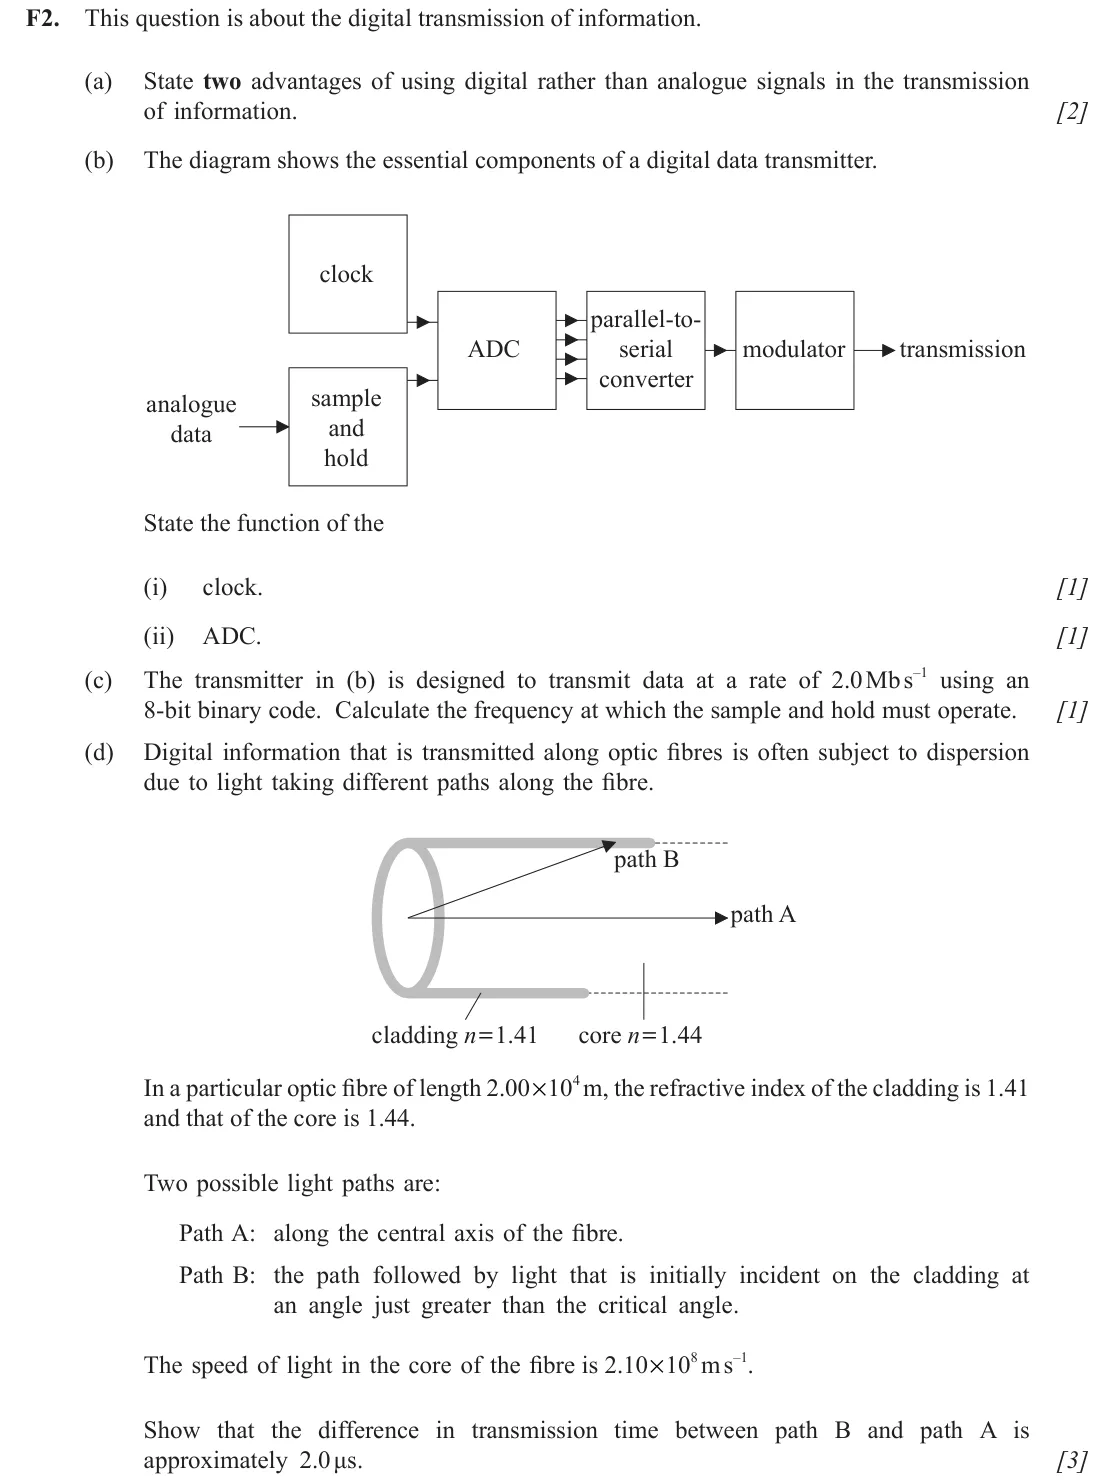 F2. This question is about the digital transmission of information.
(a) State two advantages of using digital rather than analogue signals in the transmission
of information. [2]
(b) The diagram shows the essential components of a digital data transmitter.
clock
ADC
parallel-to-
serial
converter
modulator
transmission
analogue
data
sample
and
hold
State the function of the
(i) clock. [1]
(ii) ADC. [1]
(c) The transmitter in (b) is designed to transmit data at a rate of 2.0 Mb s⁻¹ using an
8-bit binary code. Calculate the frequency at which the sample and hold must operate. [1]
(d) Digital information that is transmitted along optic fibres is often subject to dispersion
due to light taking different paths along the fibre.
path B
path A
cladding n=1.41
core n=1.44
In a particular optic fibre of length 2.00×10⁴ m, the refractive index of the cladding is 1.41
and that of the core is 1.44.
Two possible light paths are:
Path A: along the central axis of the fibre.
Path B: the path followed by light that is initially incident on the cladding at
an angle just greater than the critical angle.
The speed of light in the core of the fibre is 2.10×10⁸ m s⁻¹.
Show that the difference in transmission time between path B and path A is
approximately 2.0 μs. [3]